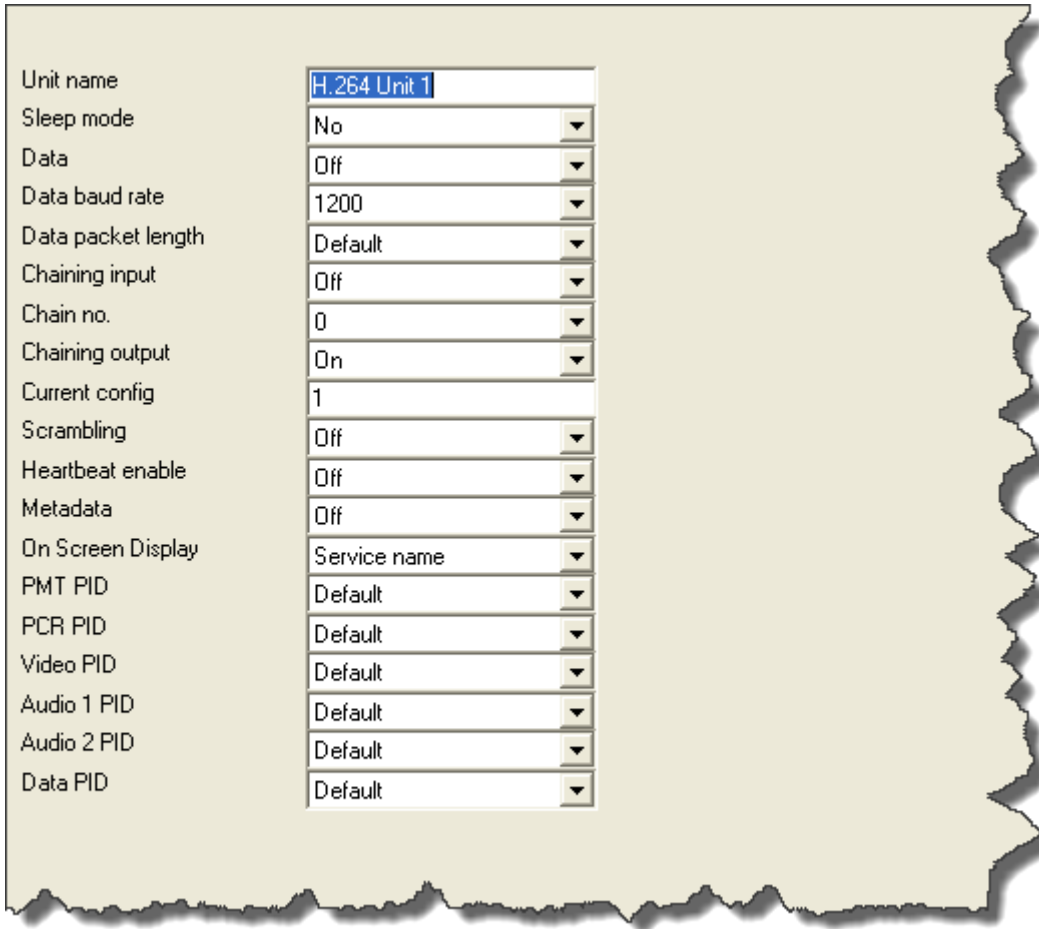 Unit name H.264 Unit 1
Sleep mode No
Data Off
Data baud rate 1200
Data packet length Default
Chaining input Off
Chain no. 0
Chaining output On
Current config 1
Scrambling Off
Heartbeat enable Off
Metadata Off
On Screen Display Service name
PMT PID Default
PCR PID Default
Video PID Default
Audio 1 PID Default
Audio 2 PID Default
Data PID Default